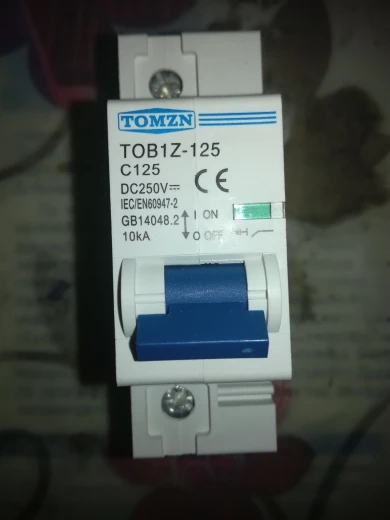 TOMZN
TOB1Z-125
C125
DC250V⎓ CE
IEC/EN60947-2
GB14048.2 I ON
10kA O OFF